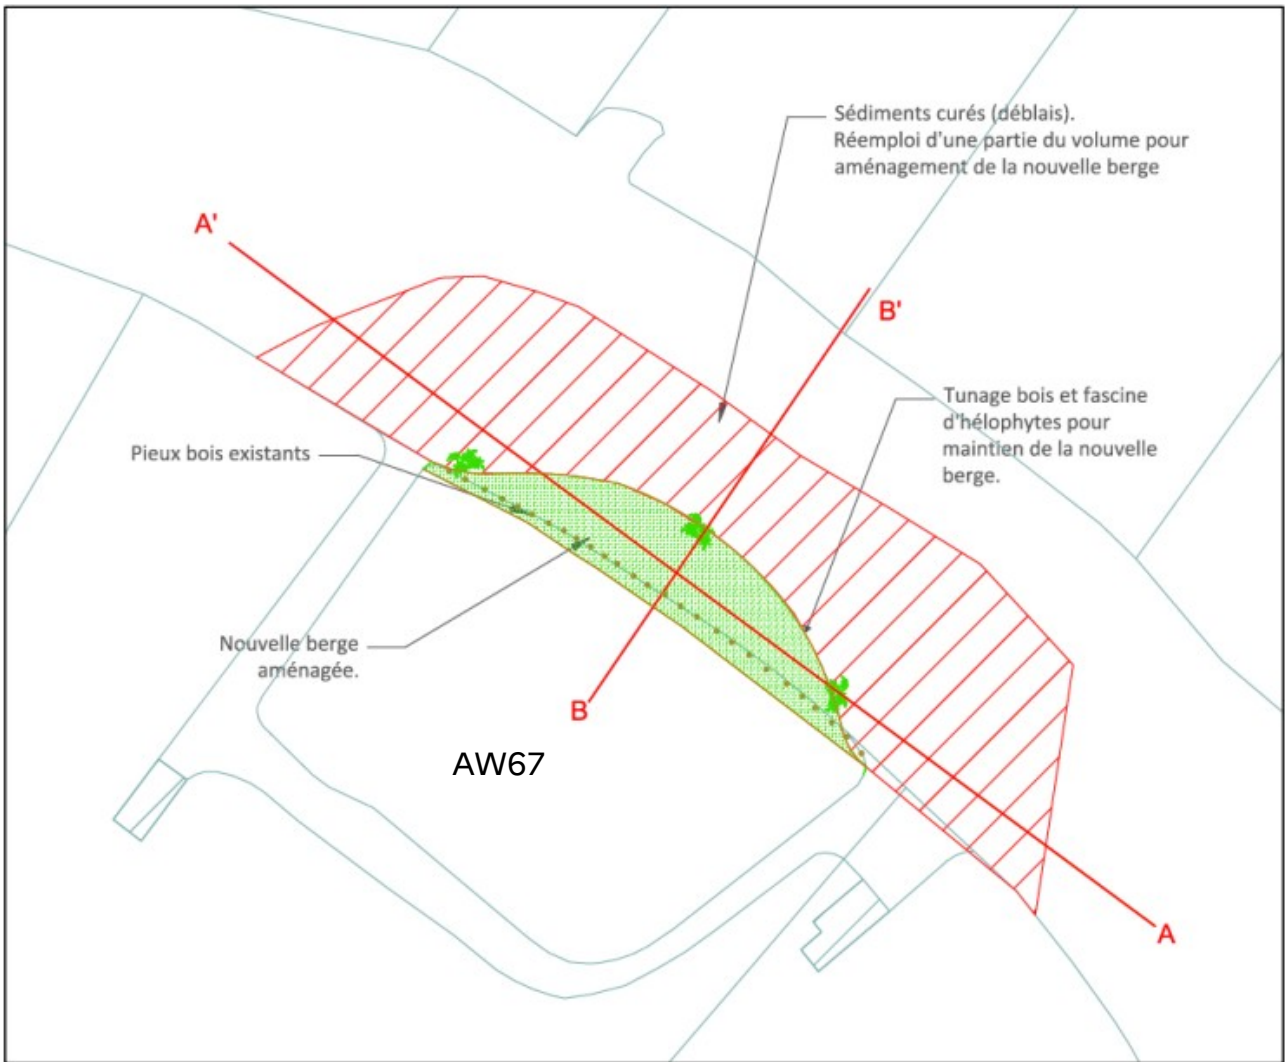 Sédiments curés (déblais).
Réemploi d'une partie du volume pour
aménagement de la nouvelle berge
A'
B'
Tunage bois et fascine
d'hélophytes pour
maintien de la nouvelle
berge.
Pieux bois existants
Nouvelle berge
aménagée.
B
AW67
A